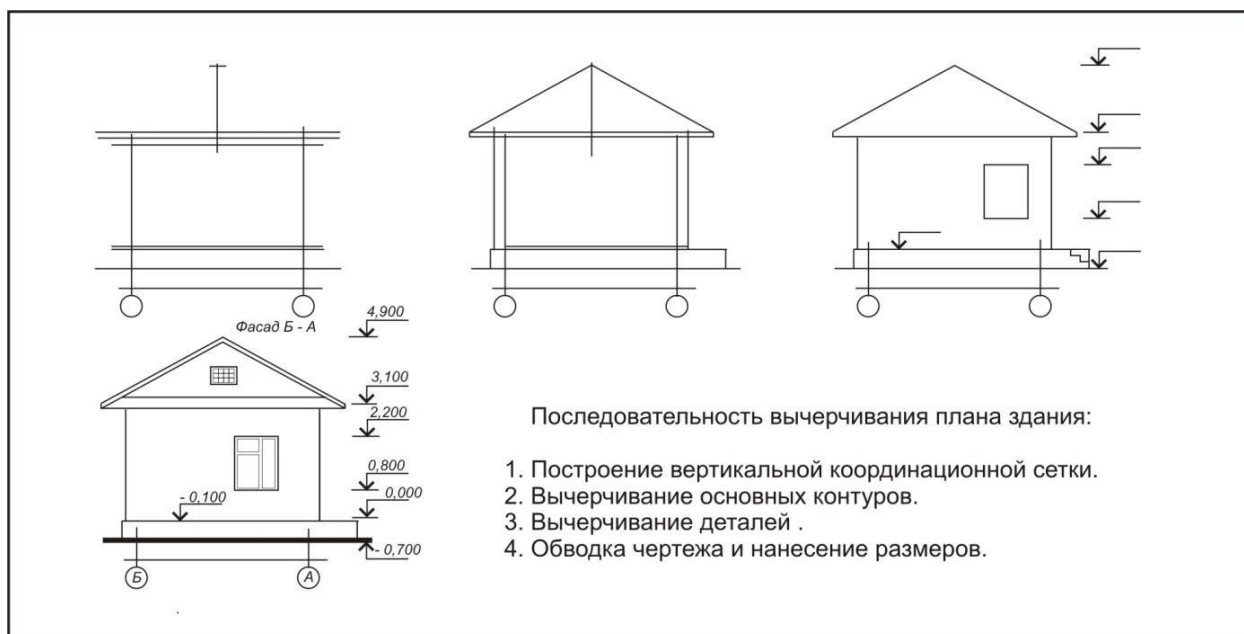 Фасад Б - А
4,900
3,100
2,200
0,800
0,000
- 0,100
- 0,700
Б
А
Последовательность вычерчивания плана здания:
1. Построение вертикальной координационной сетки.
2. Вычерчивание основных контуров.
3. Вычерчивание деталей .
4. Обводка чертежа и нанесение размеров.